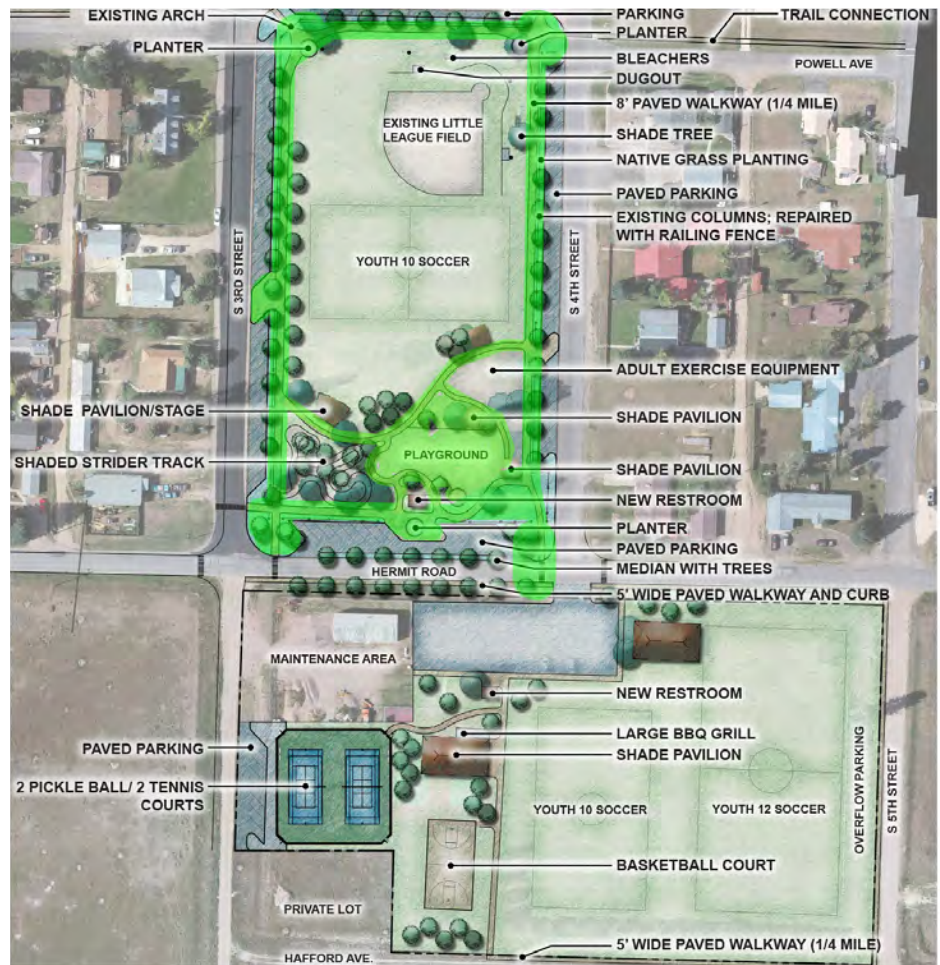 EXISTING ARCH
PARKING
TRAIL CONNECTION
PLANTER
PLANTER
BLEACHERS
POWELL AVE
DUGOUT
8' PAVED WALKWAY (1/4 MILE)
EXISTING LITTLE
LEAGUE FIELD
SHADE TREE
NATIVE GRASS PLANTING
PAVED PARKING
EXISTING COLUMNS; REPAIRED
WITH RAILING FENCE
S 3RD STREET
YOUTH 10 SOCCER
S 4TH STREET
ADULT EXERCISE EQUIPMENT
SHADE PAVILION/STAGE
SHADE PAVILION
PLAYGROUND
SHADED STRIDER TRACK
SHADE PAVILION
NEW RESTROOM
PLANTER
PAVED PARKING
HERMIT ROAD
MEDIAN WITH TREES
5' WIDE PAVED WALKWAY AND CURB
MAINTENANCE AREA
NEW RESTROOM
LARGE BBQ GRILL
PAVED PARKING
SHADE PAVILION
2 PICKLE BALL/ 2 TENNIS
COURTS
YOUTH 10 SOCCER
YOUTH 12 SOCCER
OVERFLOW PARKING
S 5TH STREET
BASKETBALL COURT
PRIVATE LOT
5' WIDE PAVED WALKWAY (1/4 MILE)
HAFFORD AVE.